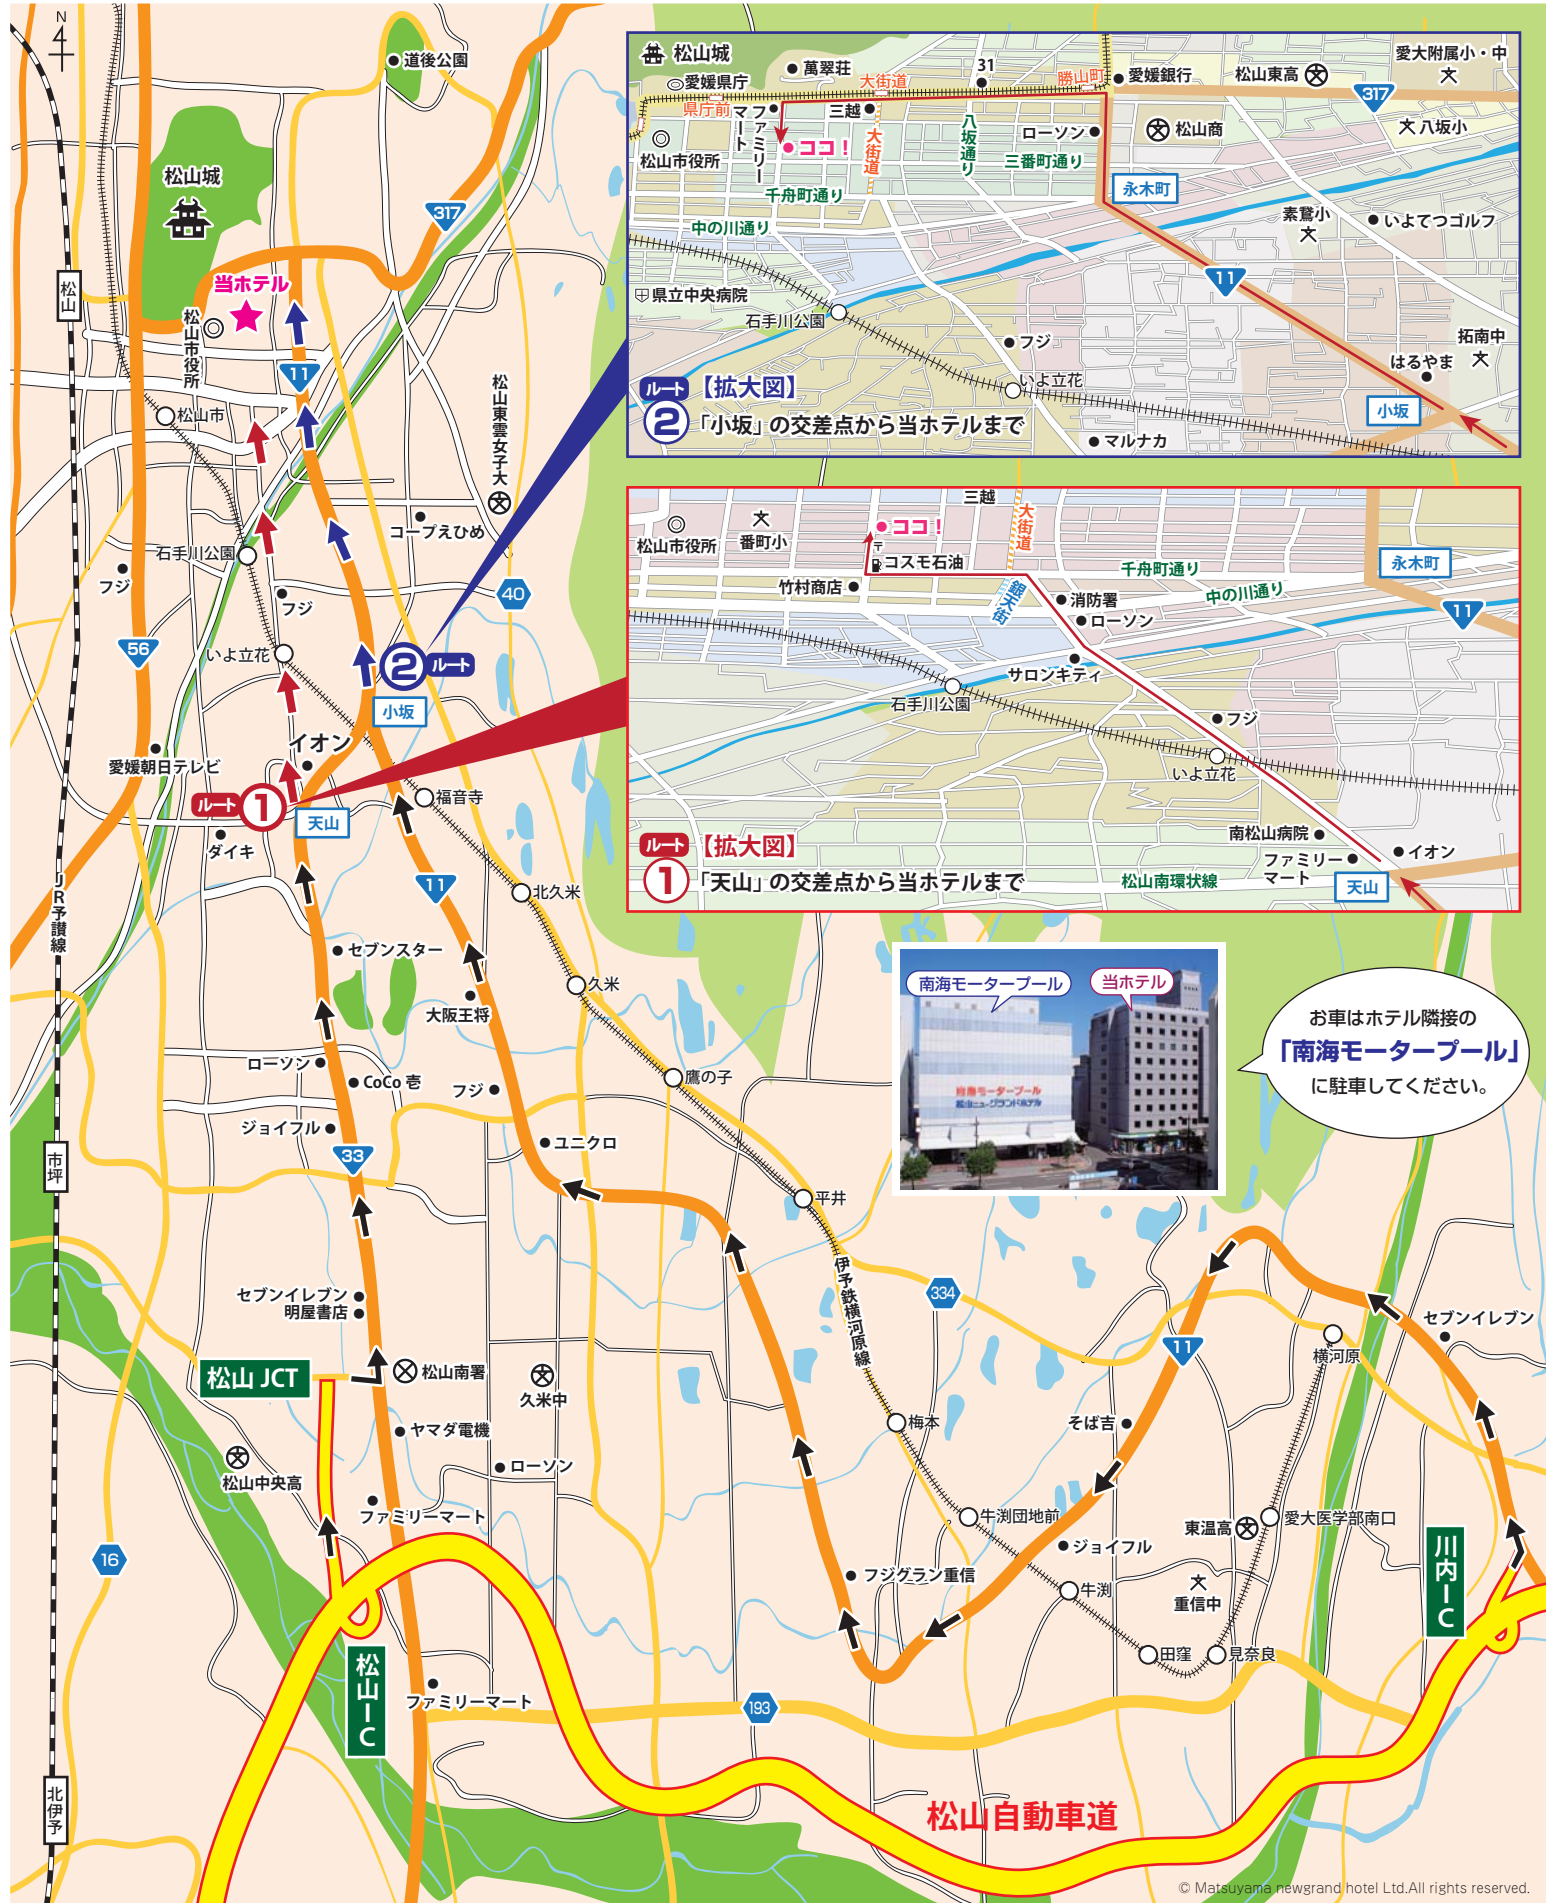 N
道後公園
松山城
317
松山
当ホテル
松山市役所
11
松山市
松山東雲女子大
コープえひめ
石手川公園
フジ
フジ
40
56
いよ立花
2 ルート
小坂
イオン
愛媛朝日テレビ
ルート 1
天山
福音寺
ダイキ
11
北久米
JR予讃線
セブンスター
久米
大阪王将
ローソン
CoCo 壱
フジ
鷹の子
ジョイフル
ユニクロ
33
市坪
平井
伊予鉄横河原線
334
セブンイレブン
明屋書店
松山 JCT
松山南署
久米中
ヤマダ電機
ローソン
松山中央高
ファミリーマート
16
松山IC
ファミリーマート
193
北伊予
梅本
そば吉
11
横河原
セブンイレブン
牛渕団地前
東温高
愛大医学部南口
ジョイフル
フジグラン重信
牛渕
重信中
田窪
見奈良
川内IC
松山自動車道
松山城
愛媛県庁
萬翠荘
大街道
31
勝山町
愛媛銀行
松山東高
愛大附属小・中
317
県庁前
ファミリー
マート
三越
大街道
八坂通り
ローソン
松山商
八坂小
松山市役所
ココ！
三番町通り
永木町
千舟町通り
中の川通り
素鵞小
いよてつゴルフ
11
県立中央病院
石手川公園
フジ
拓南中
はるやま
いよ立花
小坂
マルナカ
ルート
2
【拡大図】
「小坂」の交差点から当ホテルまで
三越
大街道
ココ！
松山市役所
番町小
〒
コスモ石油
永木町
千舟町通り
中の川通り
竹村商店
銀天街
消防署
ローソン
11
サロンキティ
石手川公園
フジ
いよ立花
南松山病院
ファミリー
マート
イオン
天山
松山南環状線
ルート
1
【拡大図】
「天山」の交差点から当ホテルまで
南海モータープール
当ホテル
南海モータープール
松山ニューグランドホテル
お車はホテル隣接の
「南海モータープール」
に駐車してください。
© Matsuyama newgrand hotel Ltd.All rights reserved.